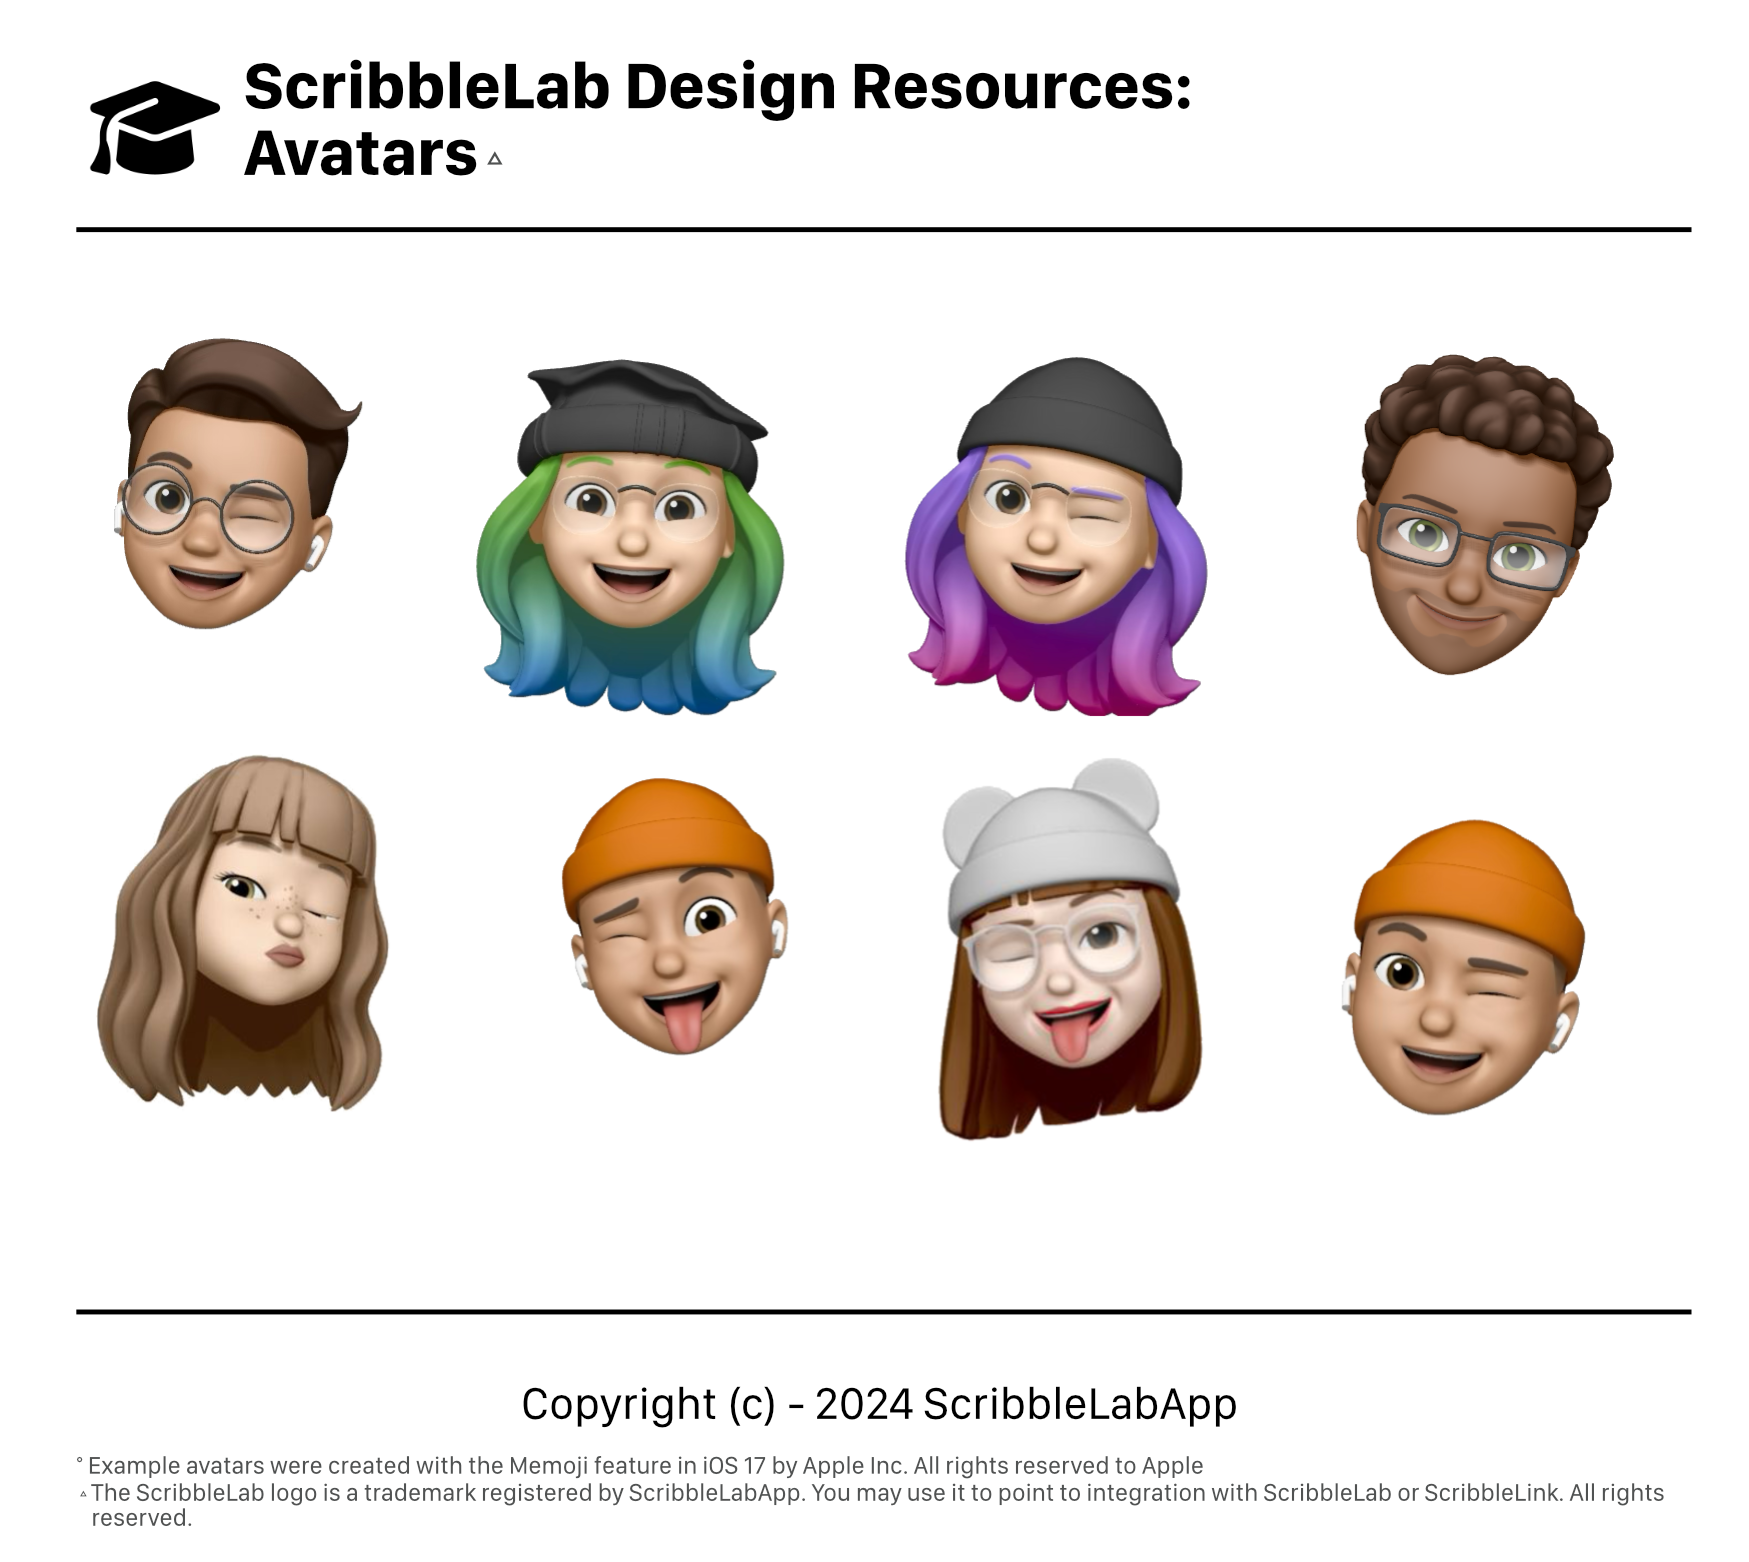 ScribbleLab Design Resources:
Avatars △
Copyright (c) - 2024 ScribbleLabApp
° Example avatars were created with the Memoji feature in iOS 17 by Apple Inc. All rights reserved to Apple
△ The ScribbleLab logo is a trademark registered by ScribbleLabApp. You may use it to point to integration with ScribbleLab or ScribbleLink. All rights
reserved.